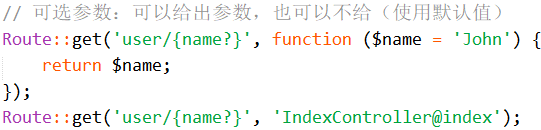 // 可选参数：可以给出参数，也可以不给（使用默认值）
Route::get('user/{name?}', function ($name = 'John') {
    return $name;
});
Route::get('user/{name?}', 'IndexController@index');